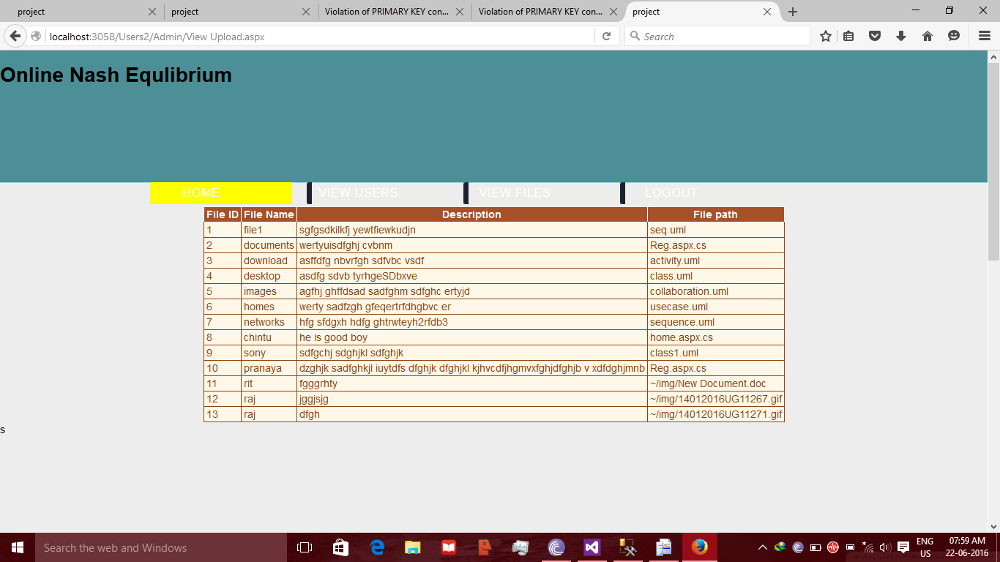 project project Violation of PRIMARY KEY con... Violation of PRIMARY KEY con... project
localhost:3058/Users2/Admin/View Upload.aspx Search
Online Nash Equlibrium
HOME VIEW USERS VIEW FILES LOGOUT
File ID File Name Description File path
1 file1 sgfgsdkilkfj yewtfiewkudjn seq.uml
2 documents wertyuisdfghj cvbnm Reg.aspx.cs
3 download asffdfg nbvrfgh sdfvbc vsdf activity.uml
4 desktop asdfg sdvb tyrhgeSDbxve class.uml
5 images agfhj ghffdsad sadfghm sdfghc ertyjd collaboration.uml
6 homes werty sadfzgh gfeqertrfdhgbvc er usecase.uml
7 networks hfg sfdgxh hdfg ghtrwteyh2rfdb3 sequence.uml
8 chintu he is good boy home.aspx.cs
9 sony sdfgchj sdghjkl sdfghjk class1.uml
10 pranaya dzghjk sadfghkjl iuytdfs dfghjk dfghjkl kjhvcdfjhgmvxfghjdfghjb v xdfdghjmnb Reg.aspx.cs
11 rit fgggrhty ~/img/New Document.doc
12 raj jggjsjg ~/img/14012016UG11267.gif
13 raj dfgh ~/img/14012016UG11271.gif
s
Search the web and Windows ENG 07:59 AM
US 22-06-2016